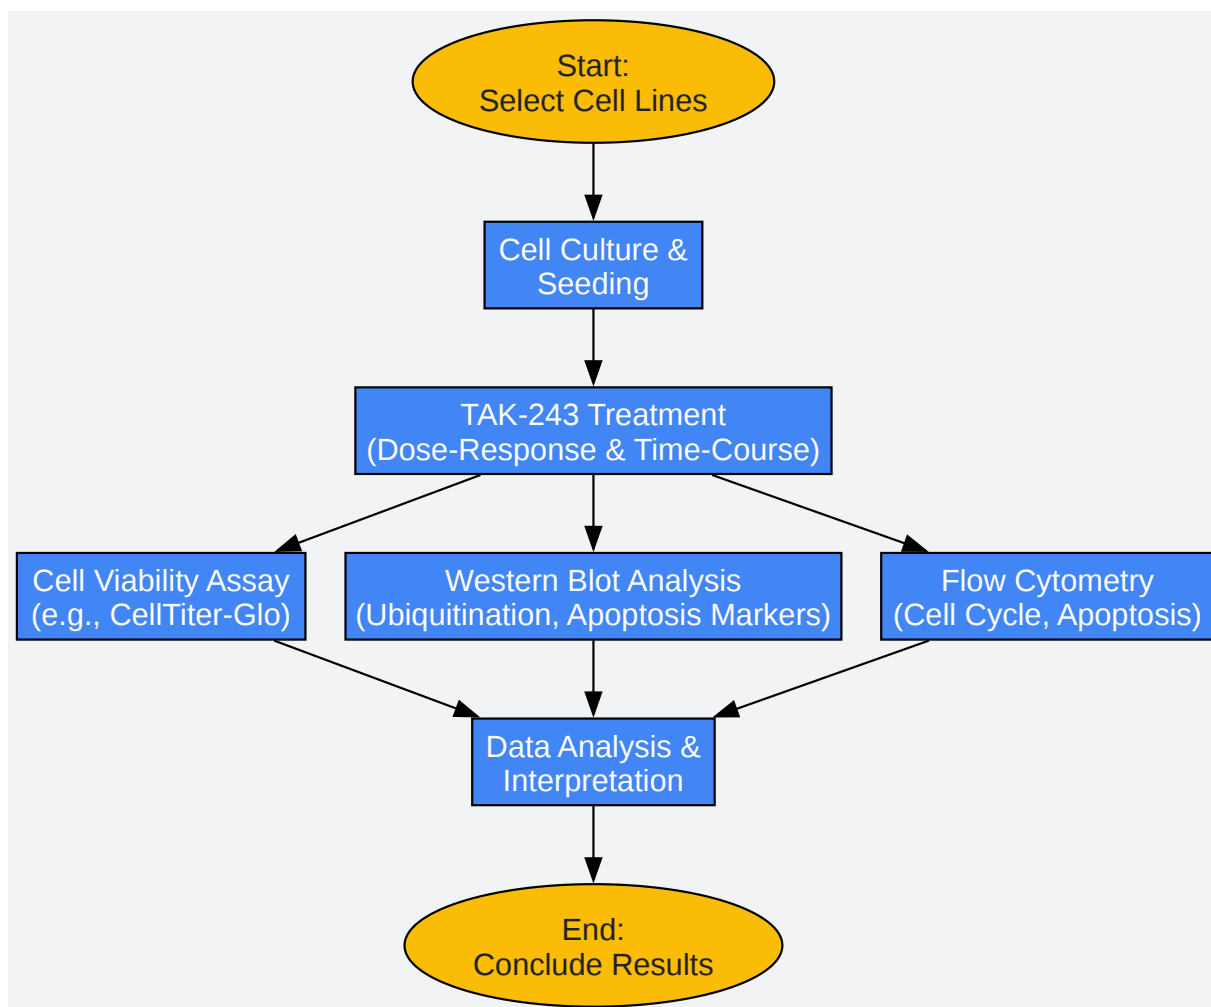 Start:
Select Cell Lines
Cell Culture &
Seeding
TAK-243 Treatment
(Dose-Response & Time-Course)
Cell Viability Assay
(e.g., CellTiter-Glo)
Western Blot Analysis
(Ubiquitination, Apoptosis Markers)
Flow Cytometry
(Cell Cycle, Apoptosis)
Data Analysis &
Interpretation
End:
Conclude Results